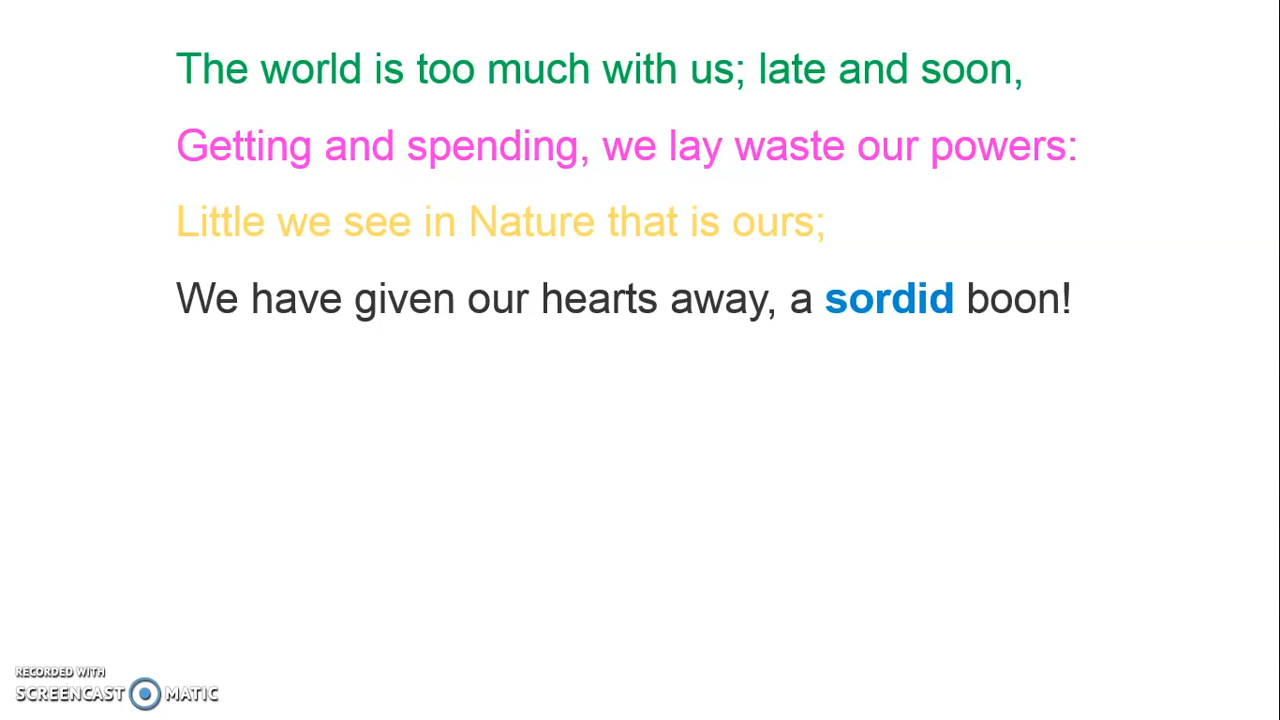 The world is too much with us; late and soon,
Getting and spending, we lay waste our powers:
Little we see in Nature that is ours;
We have given our hearts away, a sordid boon!
RECORDED WITH
SCREENCAST MATIC